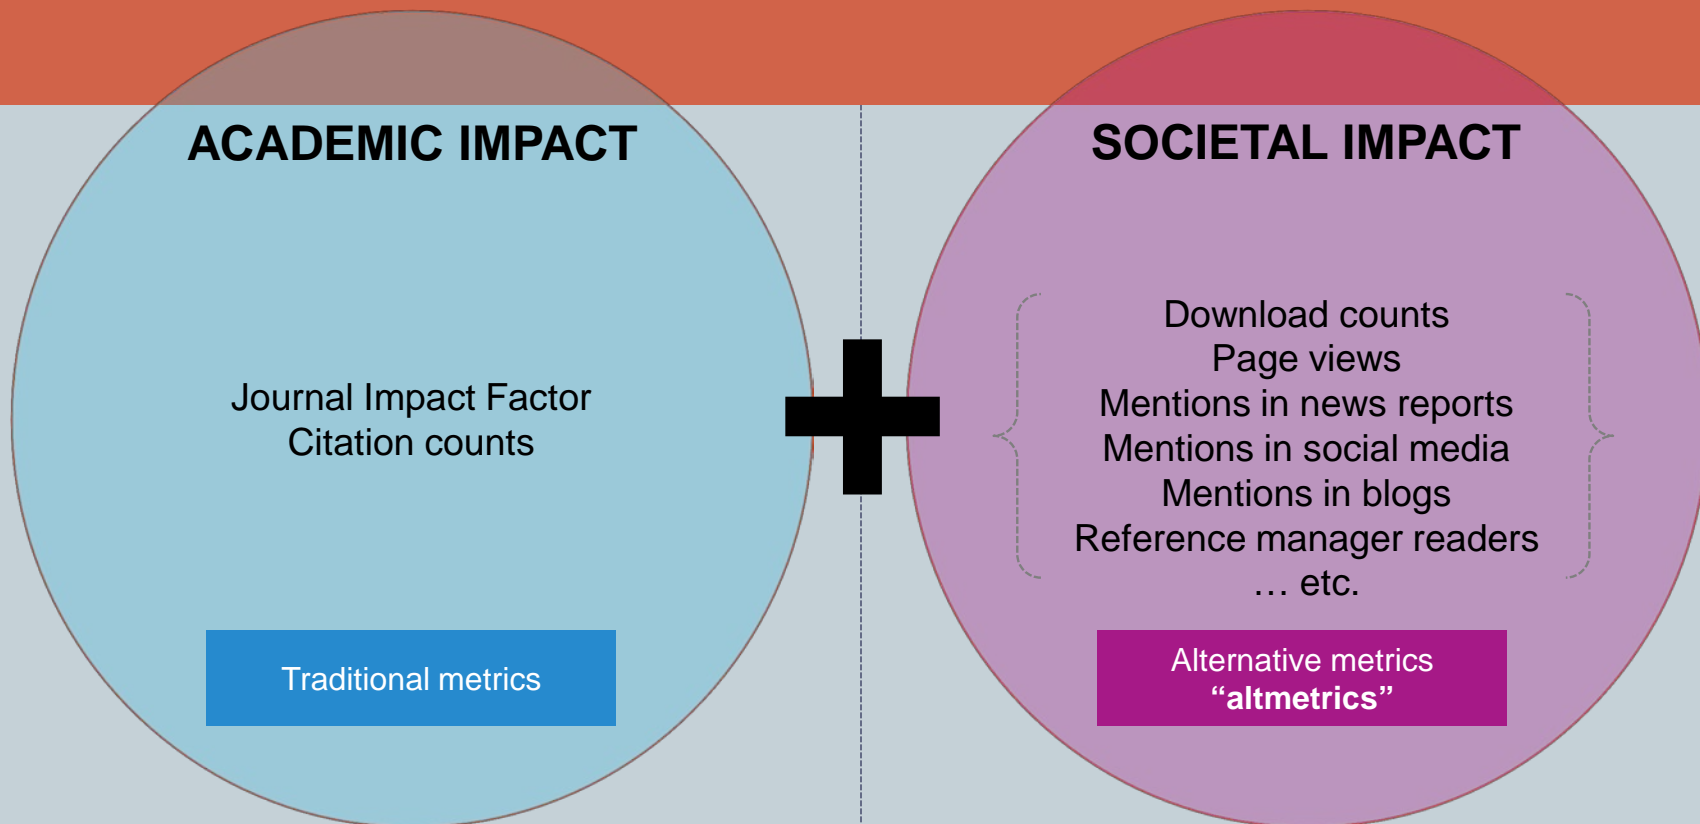 ACADEMIC IMPACT
Journal Impact Factor
Citation counts
Traditional metrics
SOCIETAL IMPACT
Download counts
Page views
Mentions in news reports
Mentions in social media
Mentions in blogs
Reference manager readers
… etc.
Alternative metrics
“altmetrics”